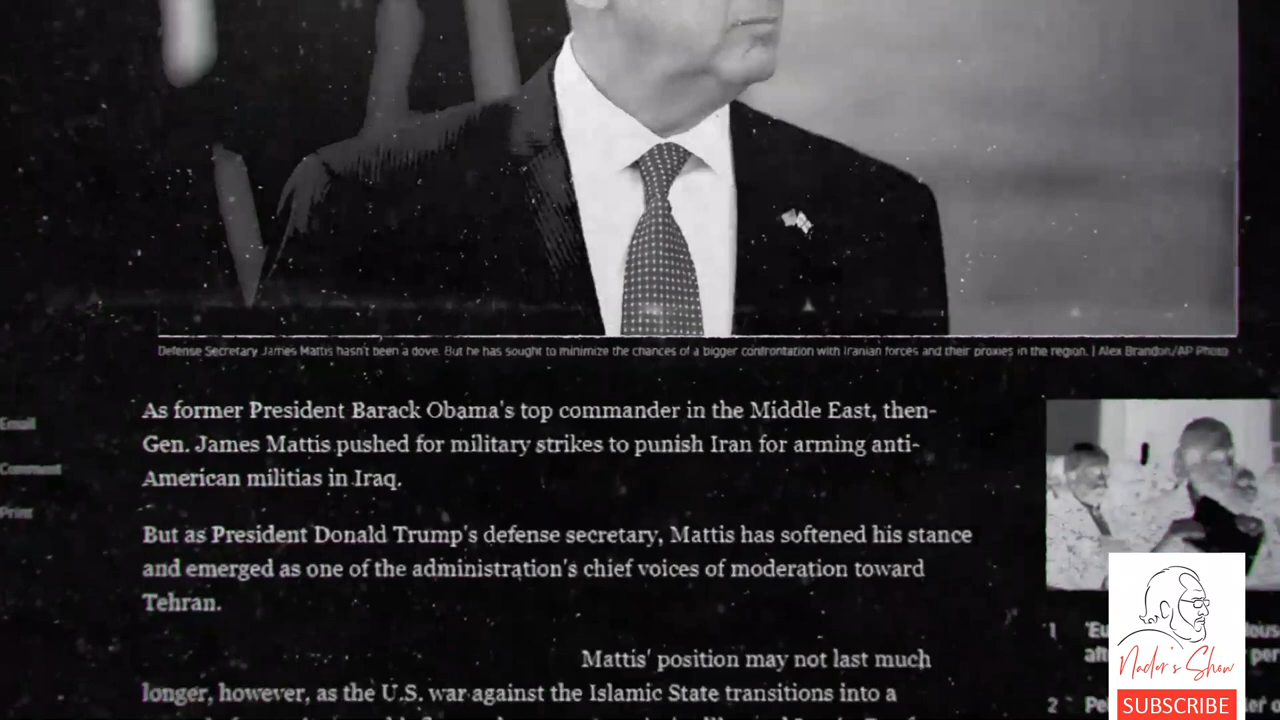 Defense Secretary James Mattis hasn't been a dove. But he has sought to minimize the chances of a bigger confrontation with Iranian forces and their proxies in the region. | Alex Brandon/AP Photo
As former President Barack Obama's top commander in the Middle East, then-
Gen. James Mattis pushed for military strikes to punish Iran for arming anti-
American militias in Iraq.
But as President Donald Trump's defense secretary, Mattis has softened his stance
and emerged as one of the administration's chief voices of moderation toward
Tehran.
Mattis' position may not last much
longer, however, as the U.S. war against the Islamic State transitions into a
Email
Comment
Print
1
2
Nader's Show
SUBSCRIBE